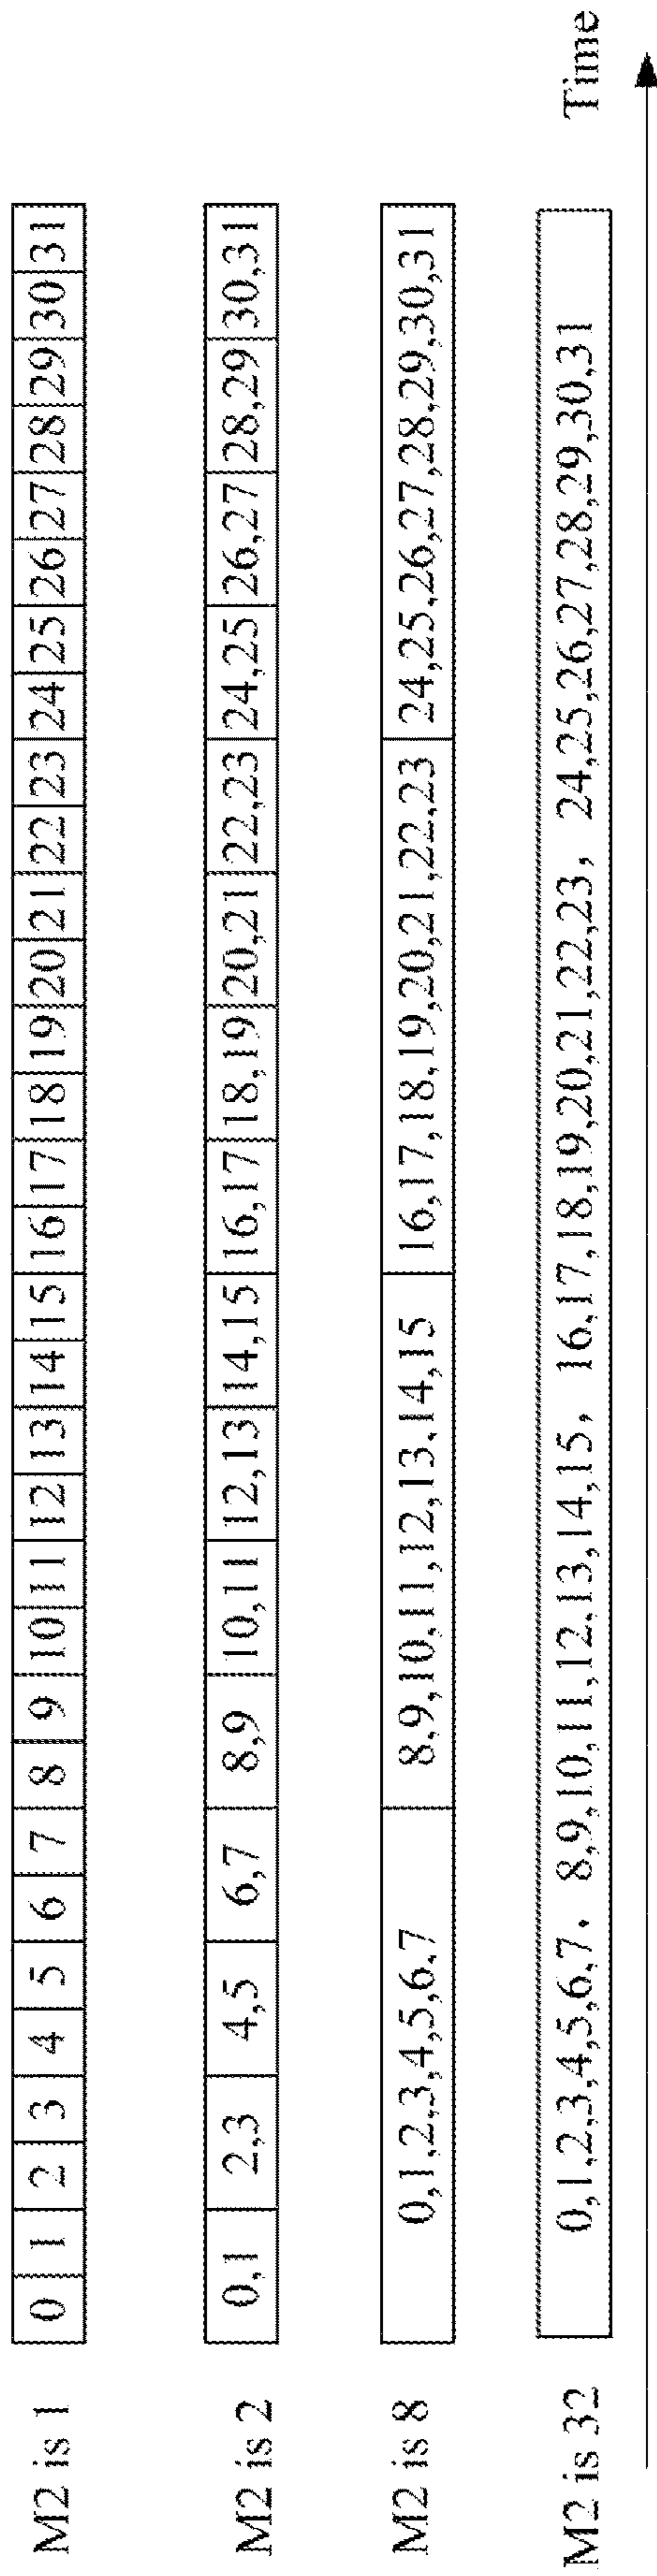 M2 is 1 0 1 2 3 4 5 6 7 8 9 10 11 12 13 14 15 16 17 18 19 20 21 22 23 24 25 26 27 28 29 30 31
M2 is 2 0,1 2,3 4,5 6,7 8,9 10,11 12,13 14,15 16,17 18,19 20,21 22,23 24,25 26,27 28,29 30,31
M2 is 8 0,1,2,3,4,5,6,7 8,9,10,11,12,13,14,15 16,17,18,19,20,21,22,23 24,25,26,27,28,29,30,31
M2 is 32 0,1,2,3,4,5,6,7, 8,9,10,11,12,13,14,15, 16,17,18,19,20,21,22,23, 24,25,26,27,28,29,30,31
Time